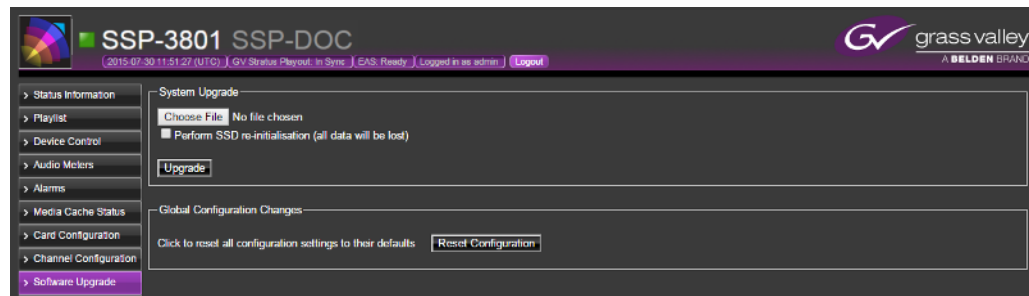 SSP-3801 SSP-DOC
2015-07-30 11:51:27 (UTC) GV Stratus Playout: In Sync EAS: Ready Logged in as admin Logout
GV grass valley
A BELDEN BRAND
> Status Information
> Playlist
> Device Control
> Audio Meters
> Alarms
> Media Cache Status
> Card Configuration
> Channel Configuration
> Software Upgrade
System Upgrade
Choose File No file chosen
Perform SSD re-initialisation (all data will be lost)
Upgrade
Global Configuration Changes
Click to reset all configuration settings to their defaults Reset Configuration